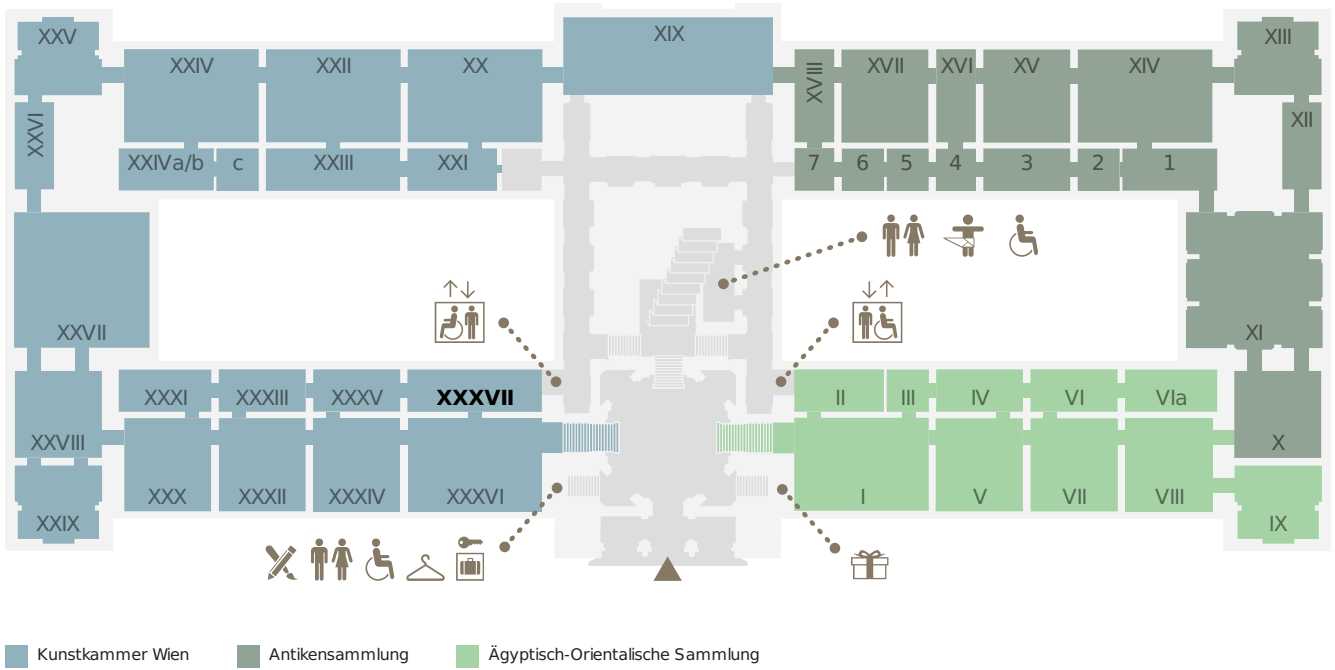 XXV
XIX
XIII
XXIV
XXII
XX
XVIII
XVII
XVI
XV
XIV
XXVI
XII
XXIVa/b
c
XXIII
XXI
7
6
5
4
3
2
1
XXVII
XI
XXXI
XXXIII
XXXV
XXXVII
II
III
IV
VI
VIa
XXVIII
X
XXX
XXXII
XXXIV
XXXVI
I
V
VII
VIII
XXIX
IX
Kunstkammer Wien
Antikensammlung
Ägyptisch-Orientalische Sammlung